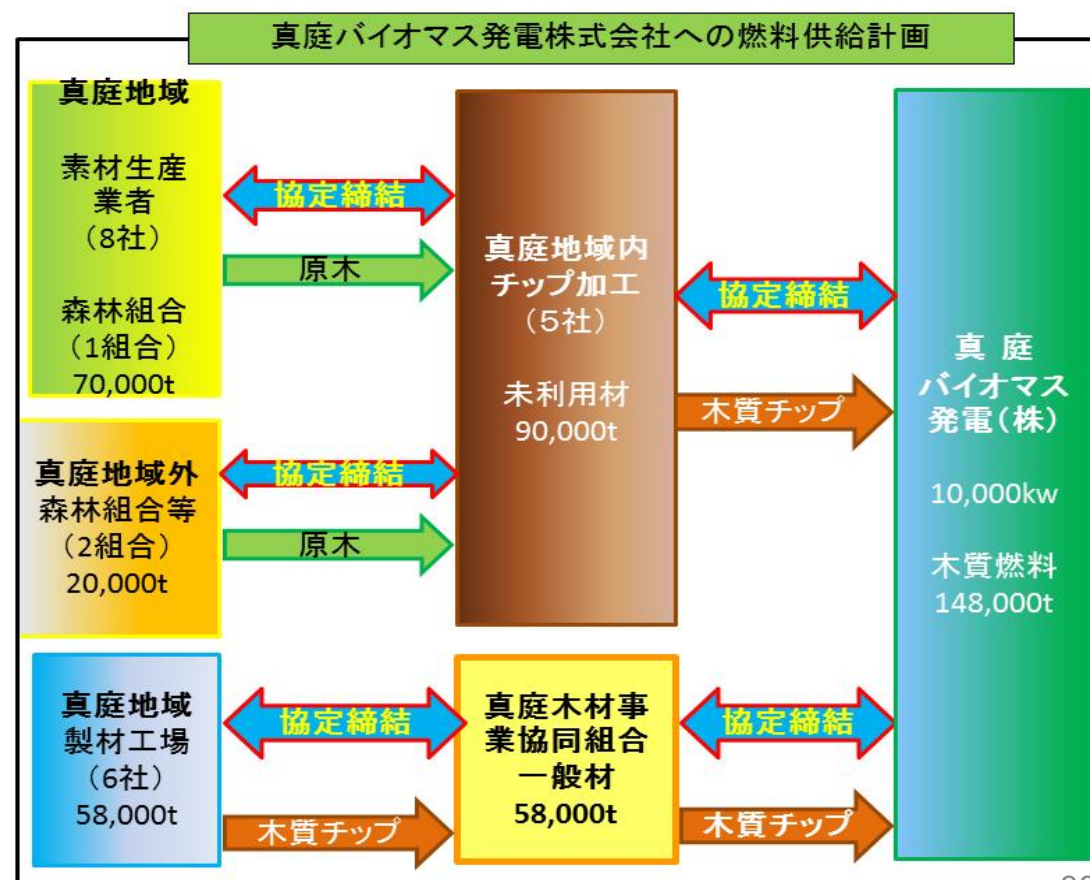 真庭バイオマス発電株式会社への燃料供給計画
真庭地域
素材生産
業者
（8社）
森林組合
（1組合）
70,000t
協定締結
原木
真庭地域外
森林組合等
（2組合）
20,000t
協定締結
原木
真庭地域
製材工場
（6社）
58,000t
協定締結
木質チップ
真庭地域内
チップ加工
（5社）
未利用材
90,000t
協定締結
木質チップ
真庭木材事
業協同組合
一般材
58,000t
協定締結
木質チップ
真 庭
バイオマス
発電（株）
10,000kw
木質燃料
148,000t